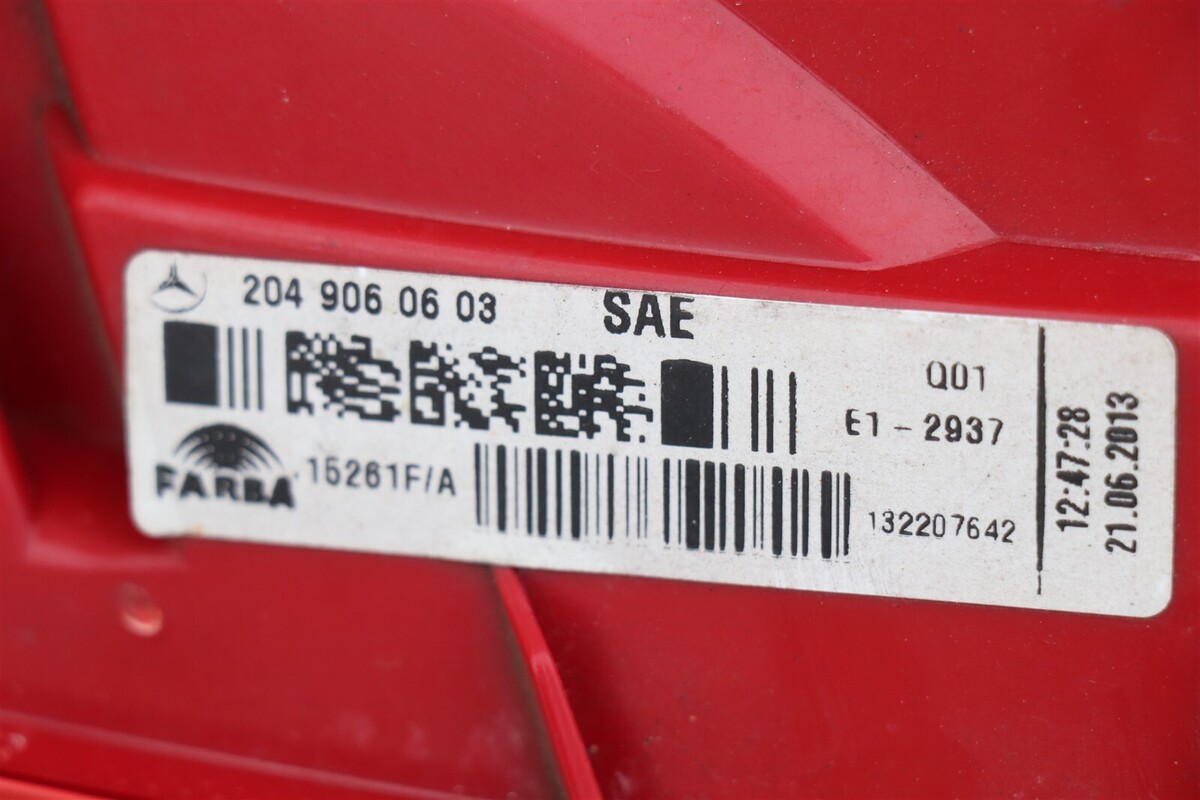 204 906 06 03 SAE
Q01
E1-2937
FARBA 15261F/A
132207642
12:47:28
21.06.2013